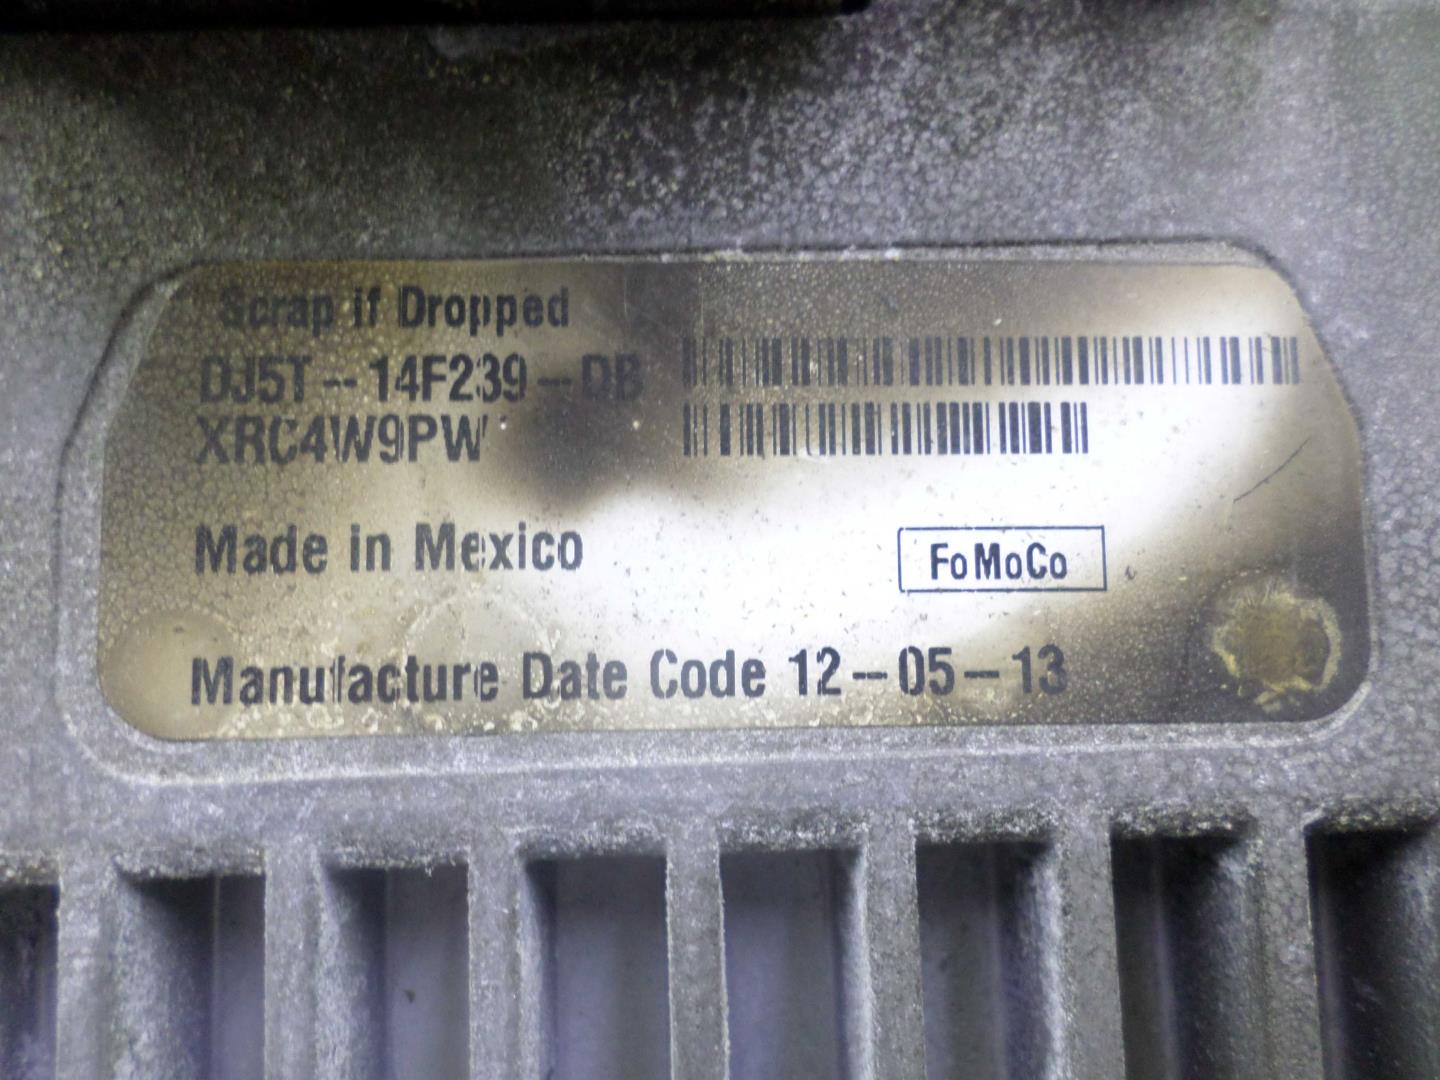 Scrap if Dropped
DJ5T--14F239--DB
XRC4W9PW
Made in Mexico
FoMoCo
Manufacture Date Code 12--05--13